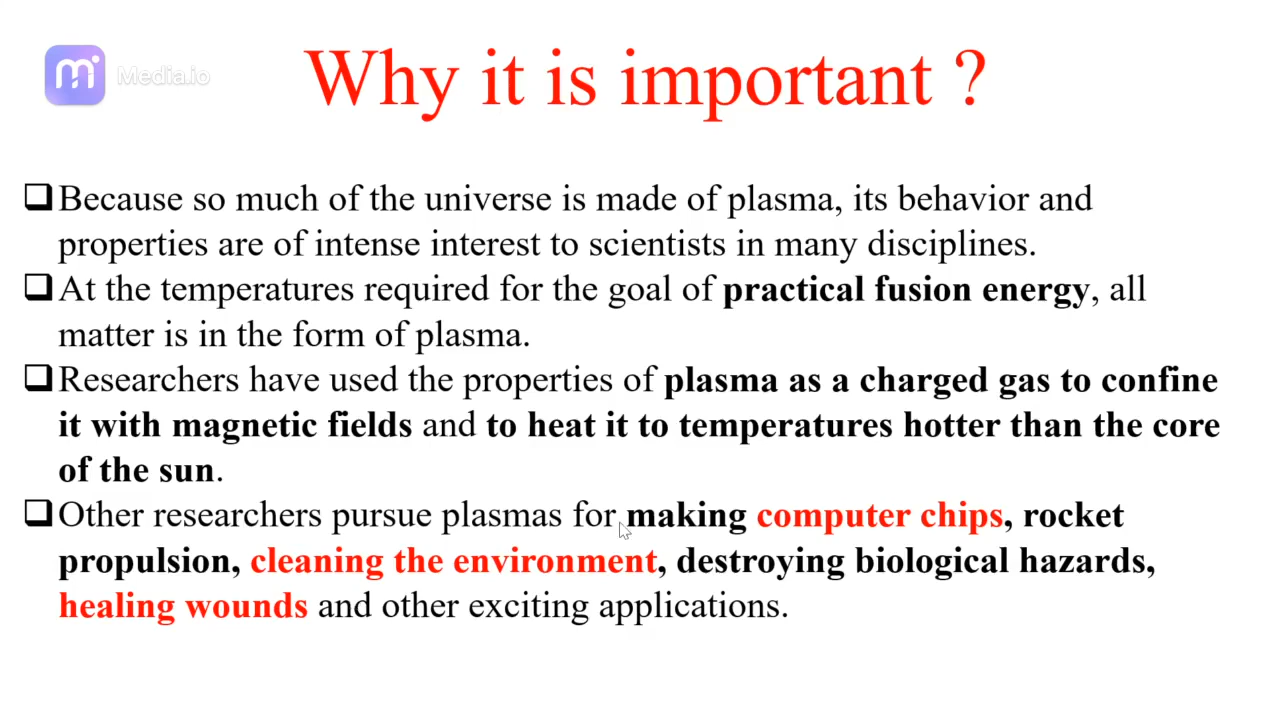 Media.io
Why it is important ?
❑Because so much of the universe is made of plasma, its behavior and
properties are of intense interest to scientists in many disciplines.
❑At the temperatures required for the goal of practical fusion energy, all
matter is in the form of plasma.
❑Researchers have used the properties of plasma as a charged gas to confine
it with magnetic fields and to heat it to temperatures hotter than the core
of the sun.
❑Other researchers pursue plasmas for making computer chips, rocket
propulsion, cleaning the environment, destroying biological hazards,
healing wounds and other exciting applications.